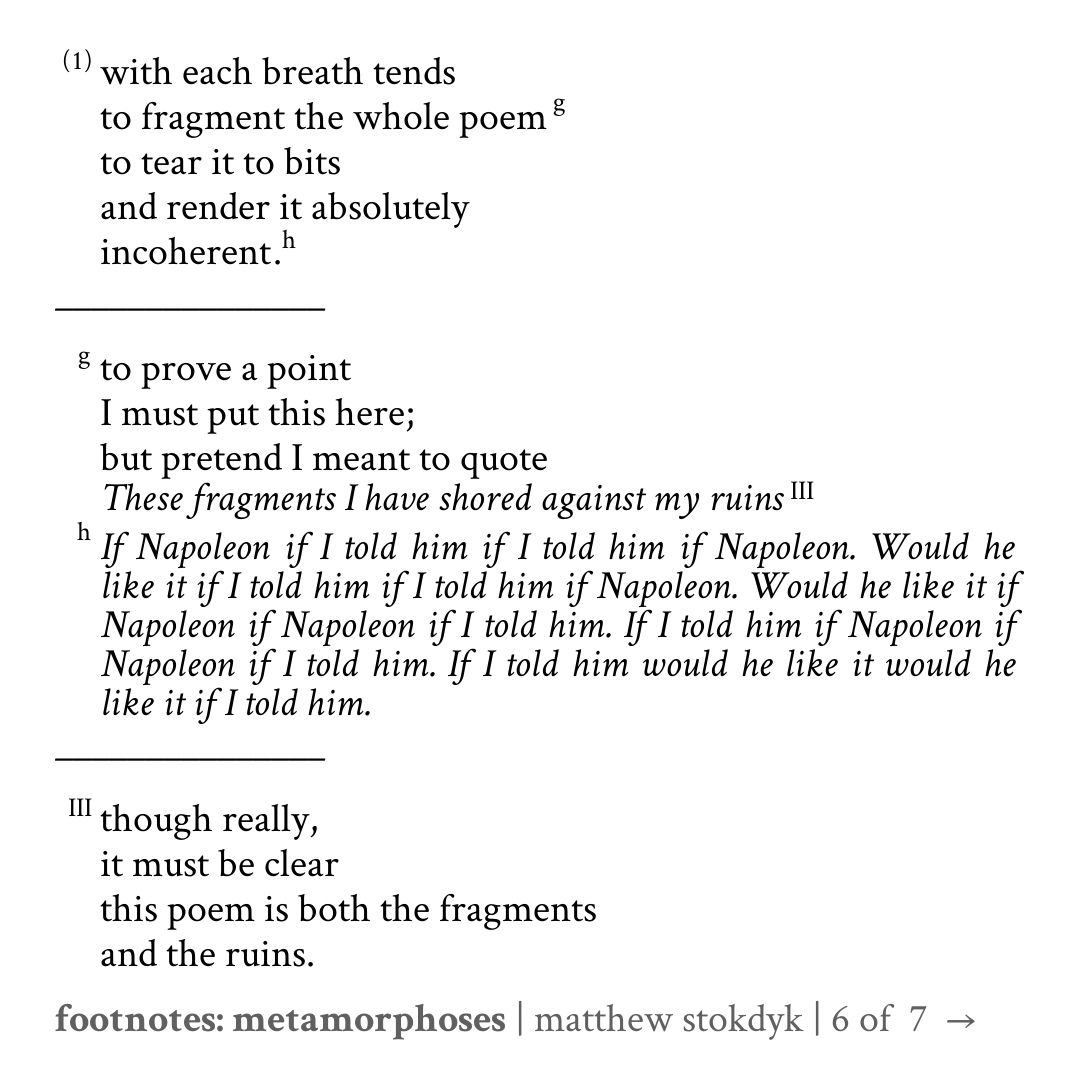 (1) with each breath tends
to fragment the whole poem g
to tear it to bits
and render it absolutely
incoherent.h
g to prove a point
I must put this here;
but pretend I meant to quote
These fragments I have shored against my ruins III
h If Napoleon if I told him if I told him if Napoleon. Would he
like it if I told him if I told him if Napoleon. Would he like it if
Napoleon if Napoleon if I told him. If I told him if Napoleon if
Napoleon if I told him. If I told him would he like it would he
like it if I told him.
III though really,
it must be clear
this poem is both the fragments
and the ruins.
footnotes: metamorphoses | matthew stokdyk | 6 of 7 →